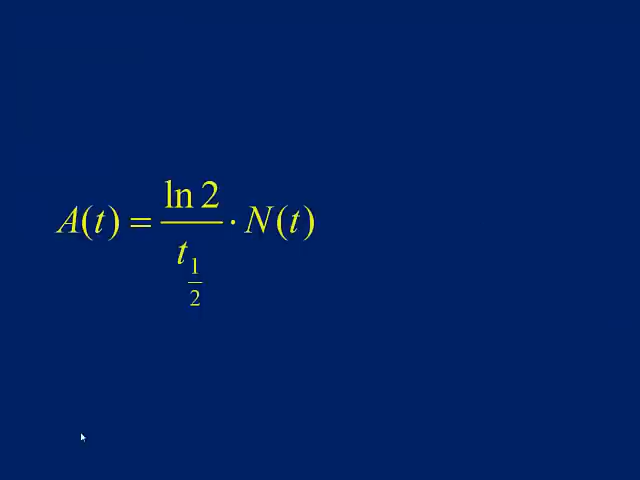 A(t) = ln 2 / t_{1/2} · N(t)